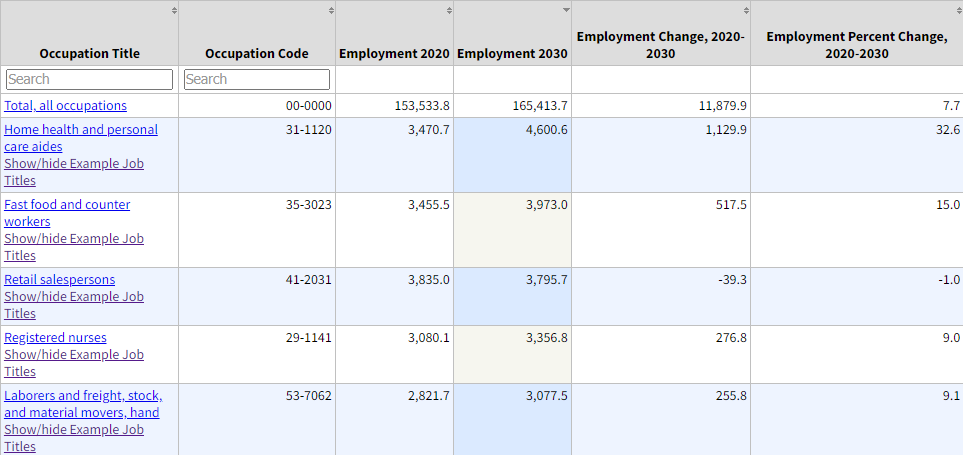 Occupation Title Occupation Code Employment 2020 Employment 2030 Employment Change, 2020-
2030 Employment Percent Change,
2020-2030
Search Search
Total, all occupations 00-0000 153,533.8 165,413.7 11,879.9 7.7
Home health and personal 31-1120 3,470.7 4,600.6 1,129.9 32.6
care aides
Show/hide Example Job
Titles
Fast food and counter 35-3023 3,455.5 3,973.0 517.5 15.0
workers
Show/hide Example Job
Titles
Retail salespersons 41-2031 3,835.0 3,795.7 -39.3 -1.0
Show/hide Example Job
Titles
Registered nurses 29-1141 3,080.1 3,356.8 276.8 9.0
Show/hide Example Job
Titles
Laborers and freight, stock, 53-7062 2,821.7 3,077.5 255.8 9.1
and material movers, hand
Show/hide Example Job
Titles